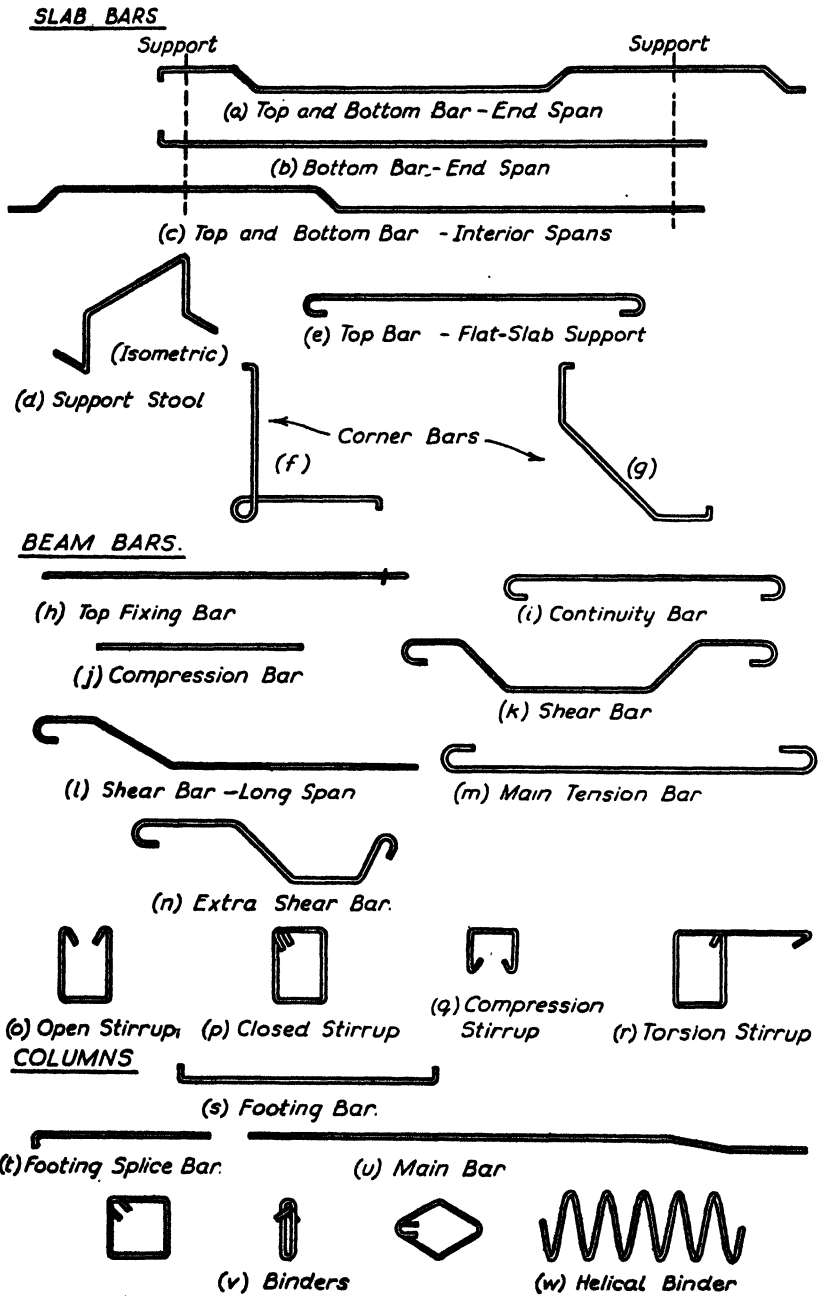 SLAB BARS
Support
Support
(a) Top and Bottom Bar - End Span
(b) Bottom Bar - End Span
(c) Top and Bottom Bar - Interior Spans
(Isometric)
(d) Support Stool
(e) Top Bar - Flat-Slab Support
Corner Bars
(f)
(g)
BEAM BARS.
(h) Top Fixing Bar
(i) Continuity Bar
(j) Compression Bar
(k) Shear Bar
(l) Shear Bar - Long Span
(m) Main Tension Bar
(n) Extra Shear Bar.
(o) Open Stirrup
(p) Closed Stirrup
(q) Compression
Stirrup
(r) Torsion Stirrup
COLUMNS
(s) Footing Bar.
(t) Footing Splice Bar.
(u) Main Bar
(v) Binders
(w) Helical Binder